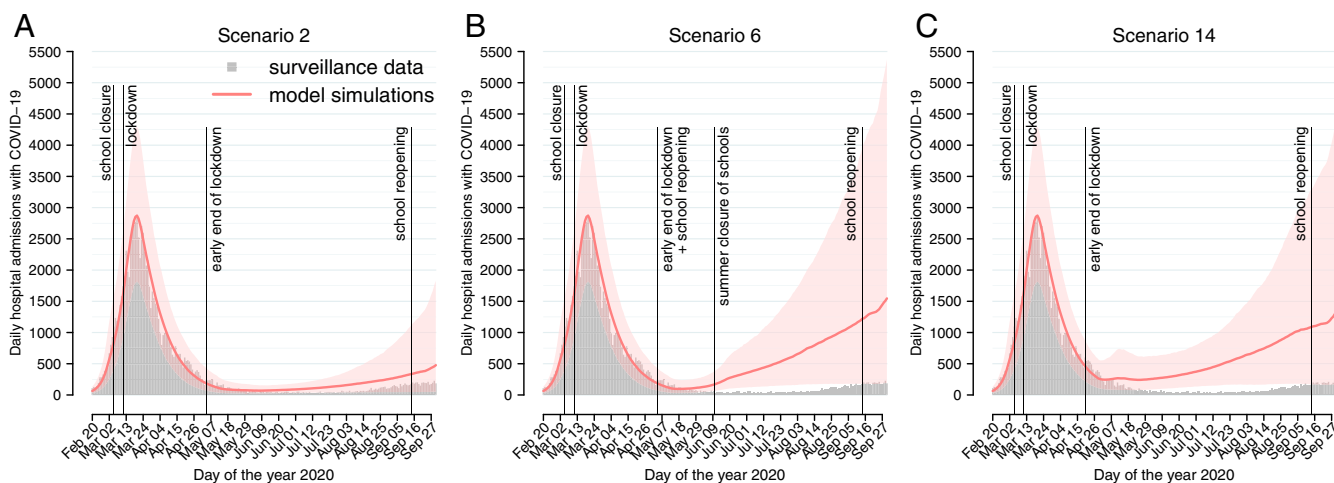 A
Scenario 2
Daily hospital admissions with COVID−19
5500
5000
4500
4000
3500
3000
2500
2000
1500
1000
500
0
surveillance data
model simulations
school closure
lockdown
early end of lockdown
school reopening
Feb 20
Mar 02
Mar 13
Mar 24
Apr 04
Apr 15
Apr 26
May 07
May 18
May 29
Jun 09
Jun 20
Jul 01
Jul 12
Jul 23
Aug 03
Aug 14
Aug 25
Sep 05
Sep 16
Sep 27
Day of the year 2020
B
Scenario 6
Daily hospital admissions with COVID−19
5500
5000
4500
4000
3500
3000
2500
2000
1500
1000
500
0
school closure
lockdown
early end of lockdown
+ school reopening
summer closure of schools
school reopening
Feb 20
Mar 02
Mar 13
Mar 24
Apr 04
Apr 15
Apr 26
May 07
May 18
May 29
Jun 09
Jun 20
Jul 01
Jul 12
Jul 23
Aug 03
Aug 14
Aug 25
Sep 05
Sep 16
Sep 27
Day of the year 2020
C
Scenario 14
Daily hospital admissions with COVID−19
5500
5000
4500
4000
3500
3000
2500
2000
1500
1000
500
0
school closure
lockdown
early end of lockdown
school reopening
Feb 20
Mar 02
Mar 13
Mar 24
Apr 04
Apr 15
Apr 26
May 07
May 18
May 29
Jun 09
Jun 20
Jul 01
Jul 12
Jul 23
Aug 03
Aug 14
Aug 25
Sep 05
Sep 16
Sep 27
Day of the year 2020